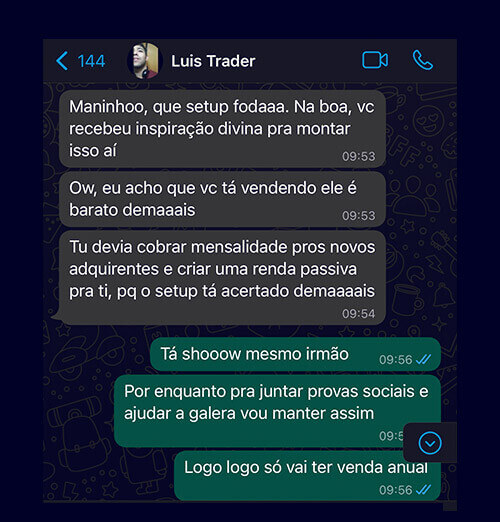 144 Luis Trader
Maninhoo, que setup fodaaa. Na boa, vc
recebeu inspiração divina pra montar
isso aí
09:53
Ow, eu acho que vc tá vendendo ele é
barato demaaais
09:53
Tu devia cobrar mensalidade pros novos
adquirentes e criar uma renda passiva
pra ti, pq o setup tá acertado demaaaais
09:54
Tá shooow mesmo irmão
09:56
Por enquanto pra juntar provas sociais e
ajudar a galera vou manter assim
Logo logo só vai ter venda anual
09:56